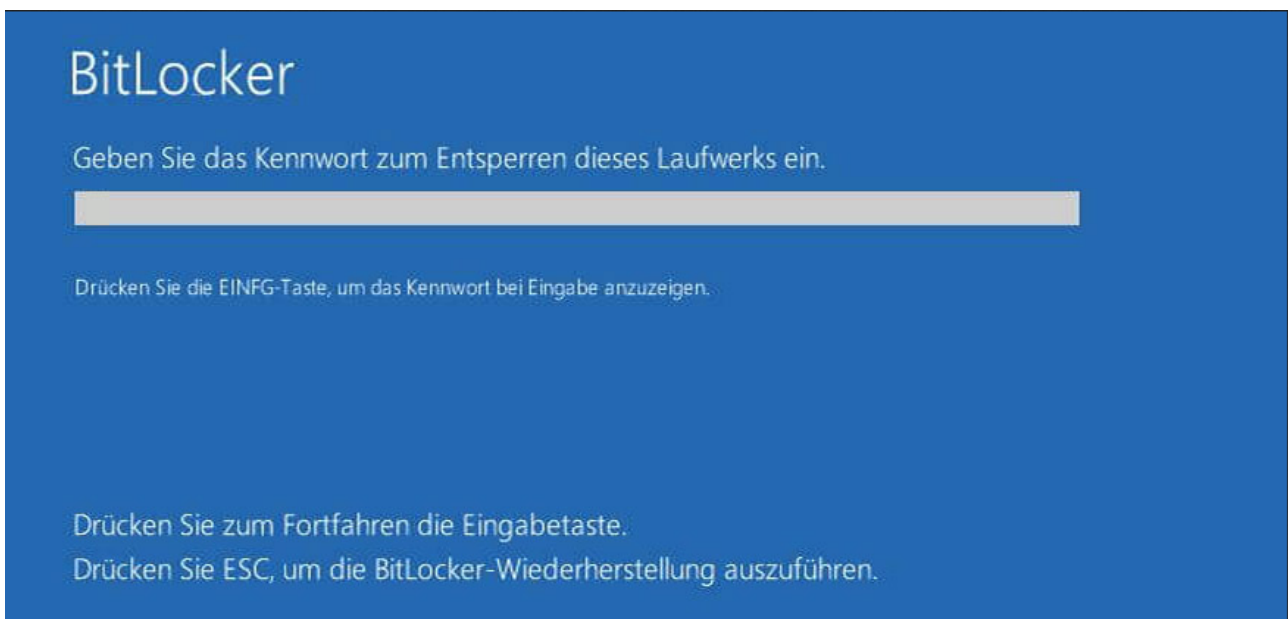 BitLocker
Geben Sie das Kennwort zum Entsperren dieses Laufwerks ein.
Drücken Sie die EINFG-Taste, um das Kennwort bei Eingabe anzuzeigen.
Drücken Sie zum Fortfahren die Eingabetaste.
Drücken Sie ESC, um die BitLocker-Wiederherstellung auszuführen.